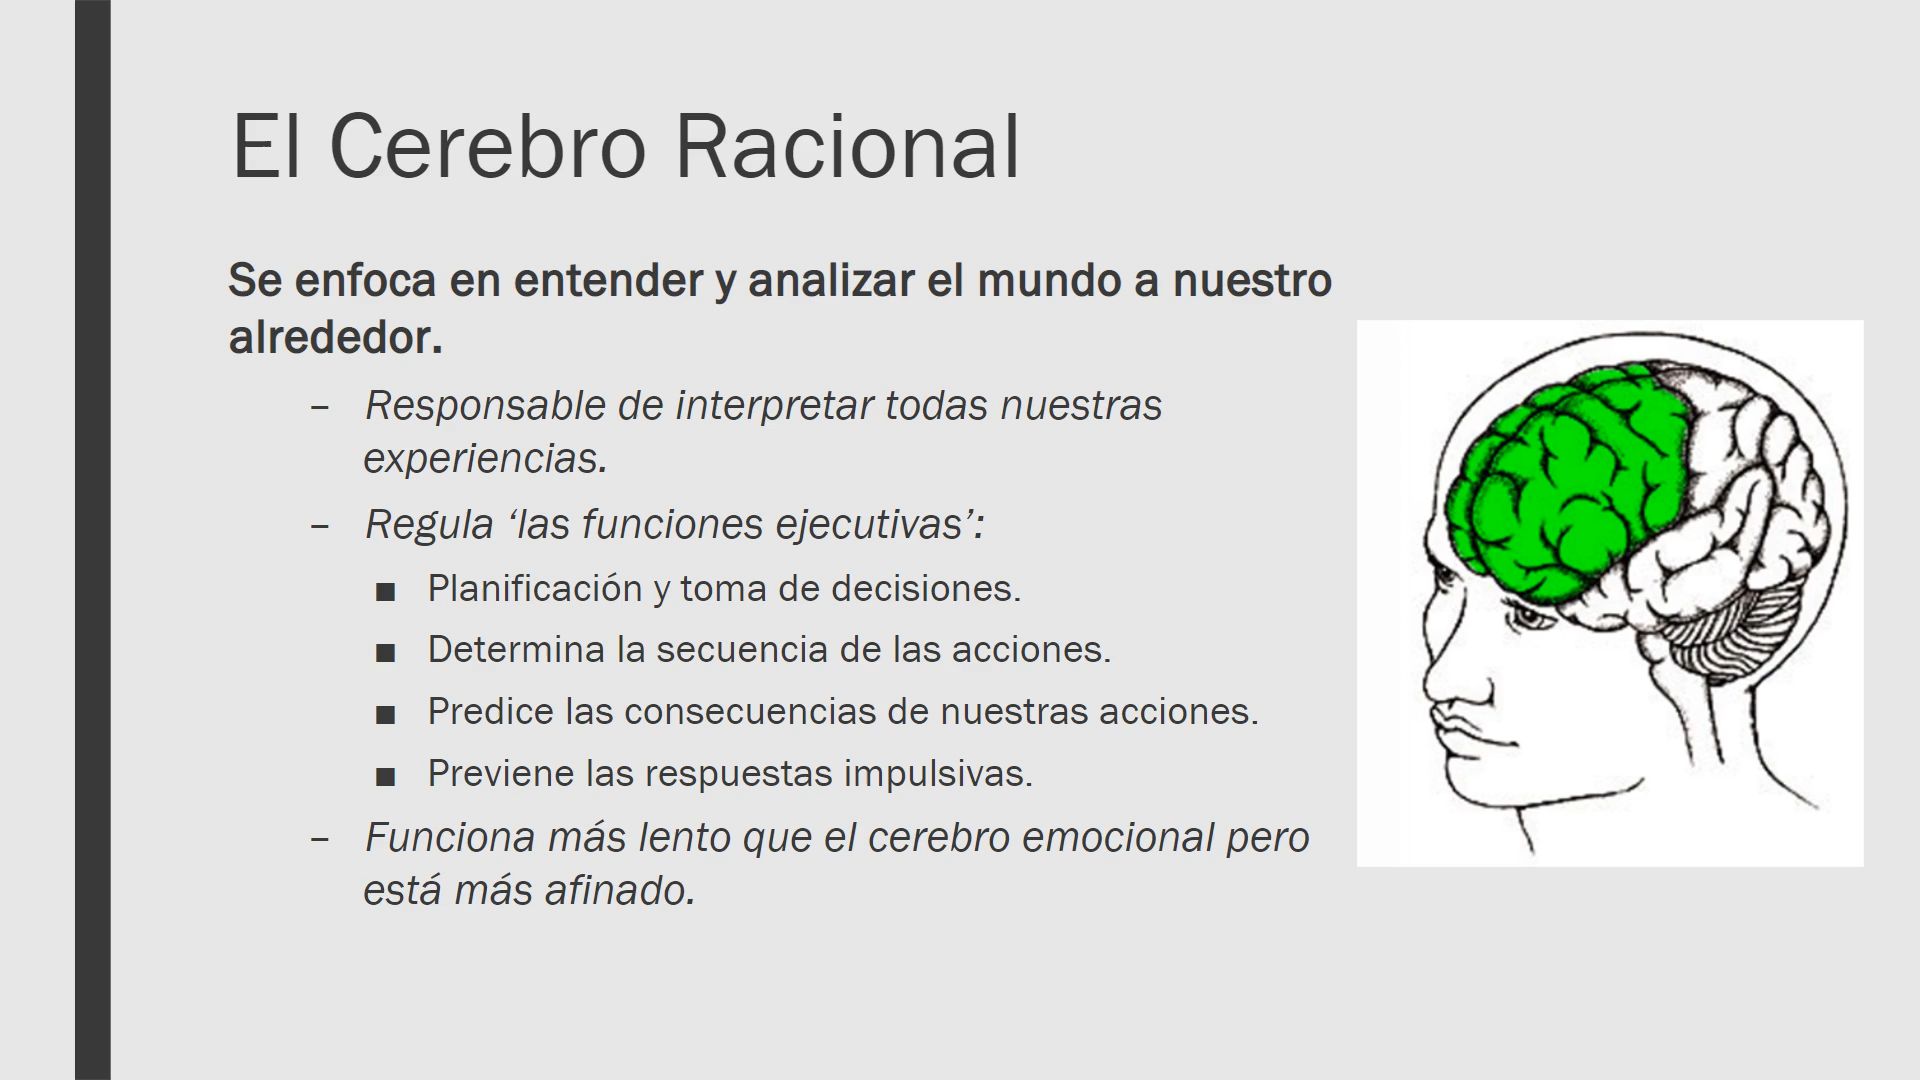 El Cerebro Racional
Se enfoca en entender y analizar el mundo a nuestro
alrededor.
– Responsable de interpretar todas nuestras
experiencias.
– Regula ‘las funciones ejecutivas’:
■ Planificación y toma de decisiones.
■ Determina la secuencia de las acciones.
■ Predice las consecuencias de nuestras acciones.
■ Previene las respuestas impulsivas.
– Funciona más lento que el cerebro emocional pero
está más afinado.